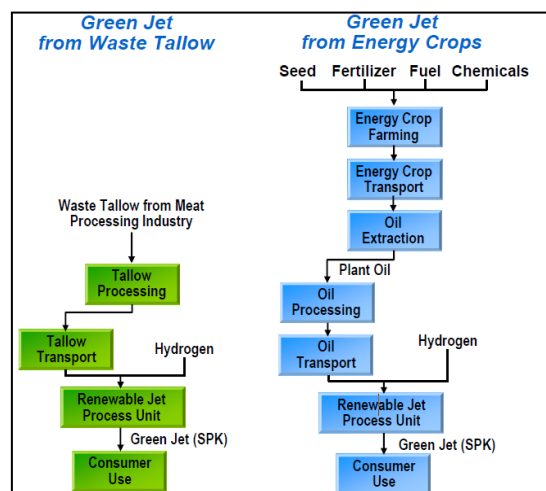 Green Jet
from Waste Tallow
Waste Tallow from Meat
Processing Industry
Tallow
Processing
Tallow
Transport
Hydrogen
Renewable Jet
Process Unit
Green Jet (SPK)
Consumer
Use
Green Jet
from Energy Crops
Seed Fertilizer Fuel Chemicals
Energy Crop
Farming
Energy Crop
Transport
Oil
Extraction
Plant Oil
Oil
Processing
Oil
Transport
Hydrogen
Renewable Jet
Process Unit
Green Jet (SPK)
Consumer
Use